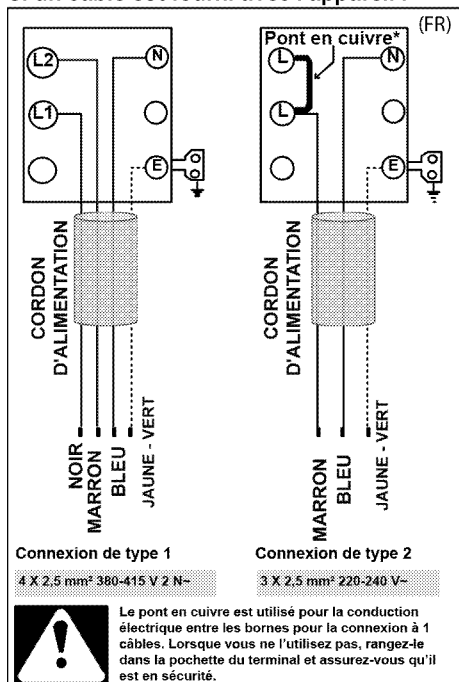 (FR)
L2
N
L1
E
CORDON
D'ALIMENTATION
NOIR
MARRON
BLEU
JAUNE - VERT
Connexion de type 1
4 X 2,5 mm² 380-415 V 2 N~
Pont en cuivre*
L
N
L
E
CORDON
D'ALIMENTATION
MARRON
BLEU
JAUNE - VERT
Connexion de type 2
3 X 2,5 mm² 220-240 V~
Le pont en cuivre est utilisé pour la conduction
électrique entre les bornes pour la connexion à 1
câbles. Lorsque vous ne l'utilisez pas, rangez-le
dans la pochette du terminal et assurez-vous qu'il
est en sécurité.